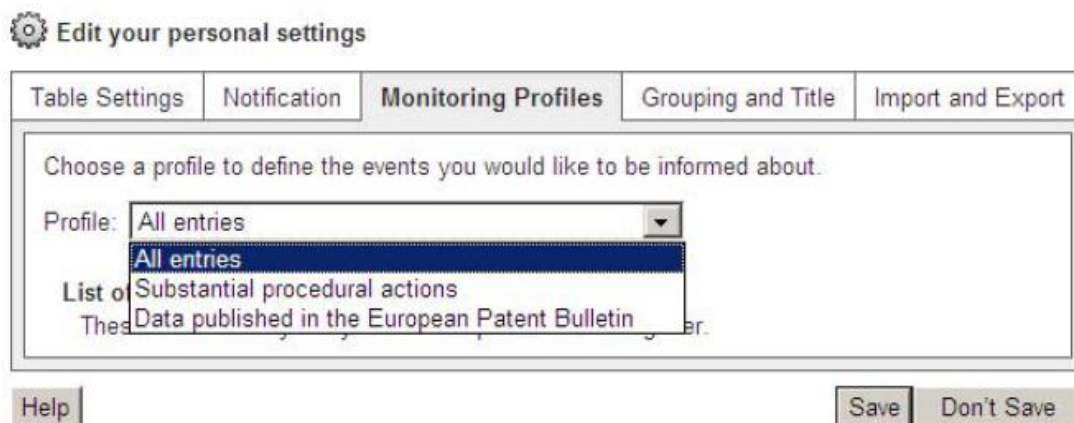 Edit your personal settings
Table Settings Notification Monitoring Profiles Grouping and Title Import and Export
Choose a profile to define the events you would like to be informed about.
Profile: All entries
All entries
List of Substantial procedural actions
Data published in the European Patent Bulletin
Help Save Don't Save